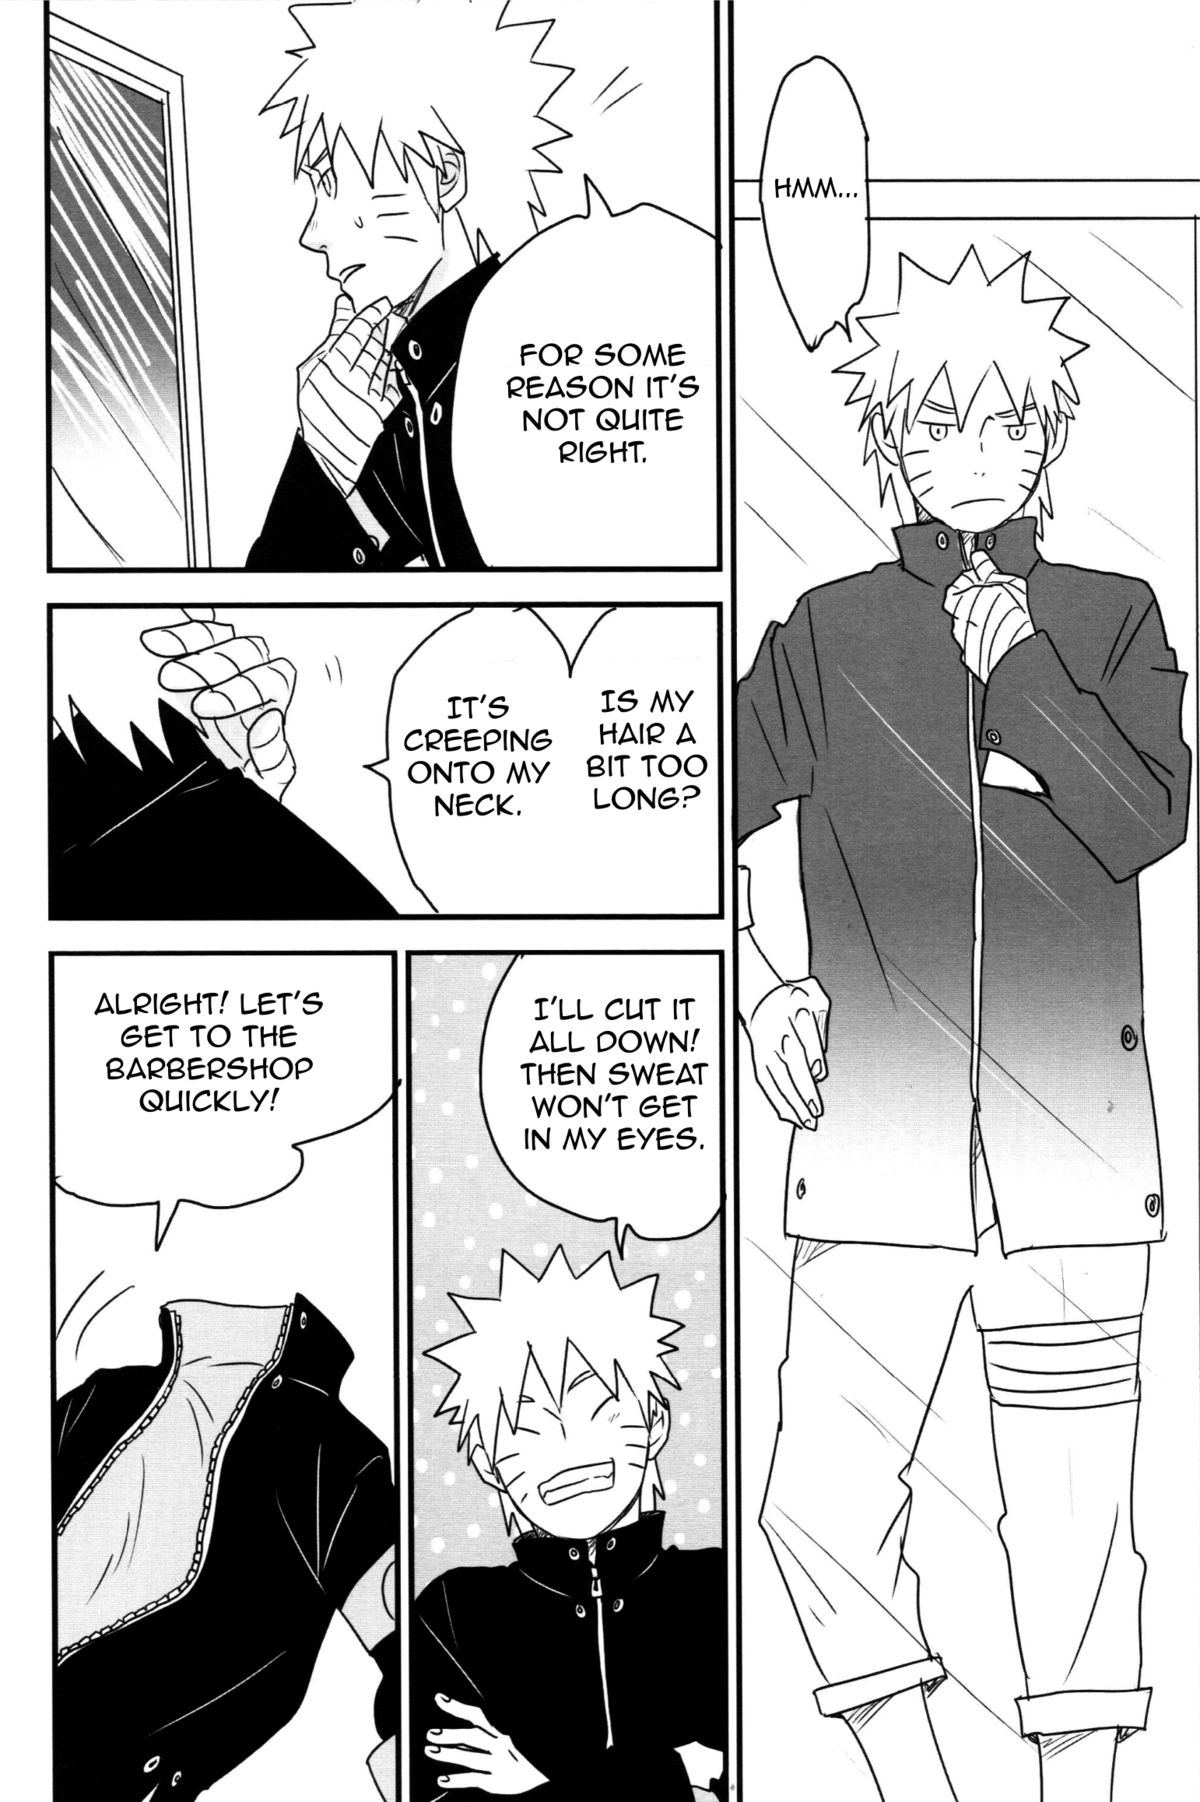 HMM...
FOR SOME
REASON IT'S
NOT QUITE
RIGHT.
IS MY
HAIR A
BIT TOO
LONG?
IT'S
CREEPING
ONTO MY
NECK.
I'LL CUT IT
ALL DOWN!
THEN SWEAT
WON'T GET
IN MY EYES.
ALRIGHT! LET'S
GET TO THE
BARBERSHOP
QUICKLY!